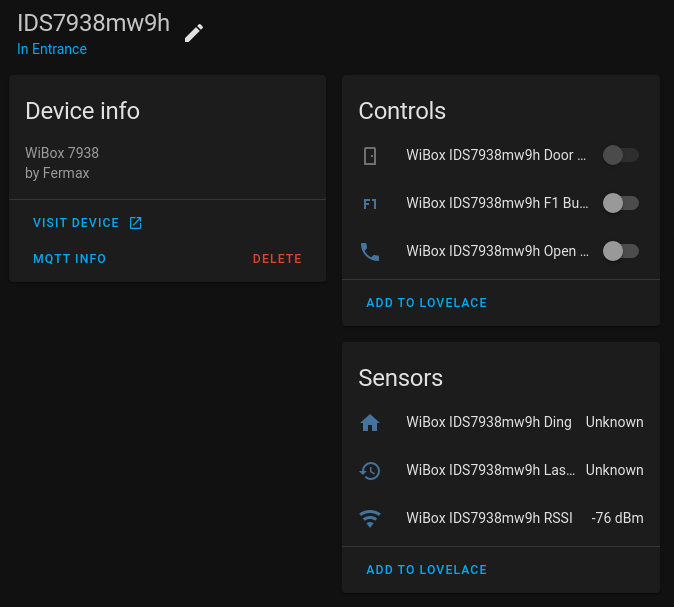 IDS7938mw9h
In Entrance
Device info
WiBox 7938
by Fermax
VISIT DEVICE
MQTT INFO
DELETE
Controls
WiBox IDS7938mw9h Door ...
F1 WiBox IDS7938mw9h F1 Bu...
WiBox IDS7938mw9h Open ...
ADD TO LOVELACE
Sensors
WiBox IDS7938mw9h Ding Unknown
WiBox IDS7938mw9h Las... Unknown
WiBox IDS7938mw9h RSSI -76 dBm
ADD TO LOVELACE